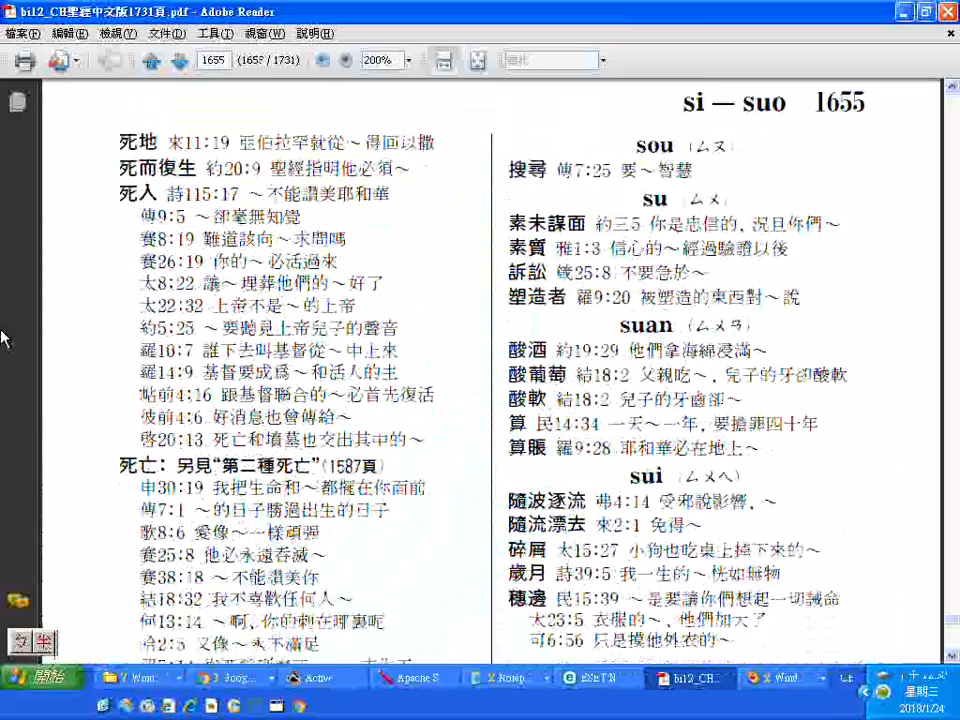 bi12_CH聖經中文版1731頁.pdf - Adobe Reader
檔案(F) 編輯(E) 檢視(V) 文件(D) 工具(T) 視窗(W) 說明(H)
1655 (1653 / 1731) 200% 尋找
si — suo 1655
死地 來11:19 亞伯拉罕就從～得回以撒
死而復生 約20:9 聖經指明他必須～
死人 詩115:17 ～不能讚美耶和華
傳9:5 ～卻毫無知覺
賽8:19 難道該向～求問嗎
賽26:19 你的～必活過來
太8:22 讓～埋葬他們的～好了
太22:32 上帝不是～的上帝
約5:25 ～要聽見上帝兒子的聲音
羅10:7 誰下去叫基督從～中上來
羅14:9 基督要成爲～和活人的主
帖前4:16 跟基督聯合的～必首先復活
彼前4:6 好消息也曾傳給～
啓20:13 死亡和墳墓也交出其中的～
死亡：另見“第二種死亡”(1587頁)
申30:19 我把生命和～都擺在你面前
傳7:1 ～的日子勝過出生的日子
歌8:6 愛像～一樣頑強
賽25:8 他必永遠吞滅～
賽38:18 ～不能讚美你
結18:32 我不喜歡任何人～
何13:14 ～啊，你的刺在哪裏呢
哈2:5 又像～永不滿足
sou (ㄙㄡ)
搜尋 傳7:25 要～智慧
su (ㄙㄨ)
素未謀面 約三5 你是忠信的，況且你們～
素質 雅1:3 信心的～經過驗證以後
訴訟 箴25:8 不要急於～
塑造者 羅9:20 被塑造的東西對～說
suan (ㄙㄨㄢ)
酸酒 約19:29 他們拿海綿浸滿～
酸葡萄 結18:2 父親吃～，兒子的牙卻酸軟
酸軟 結18:2 兒子的牙齒卻～
算 民14:34 一天～一年，要擔罪四十年
算賬 羅9:28 耶和華必在地上～
sui (ㄙㄨㄟ)
隨波逐流 弗4:14 受邪說影響，～
隨流漂去 來2:1 免得～
碎屑 太15:27 小狗也吃桌上掉下來的～
歲月 詩39:5 我一生的～恍如無物
穗邊 民15:39 ～是要讓你們想起一切誡命
太23:5 衣服的～，他們加大了
可6:56 只是摸他外衣的～
ㄅ 半
開始 7 Wind... 3 Goog... Active Apache S X Notep... ESET N bi12_CH... X Wind...
星期三
2018/1/24